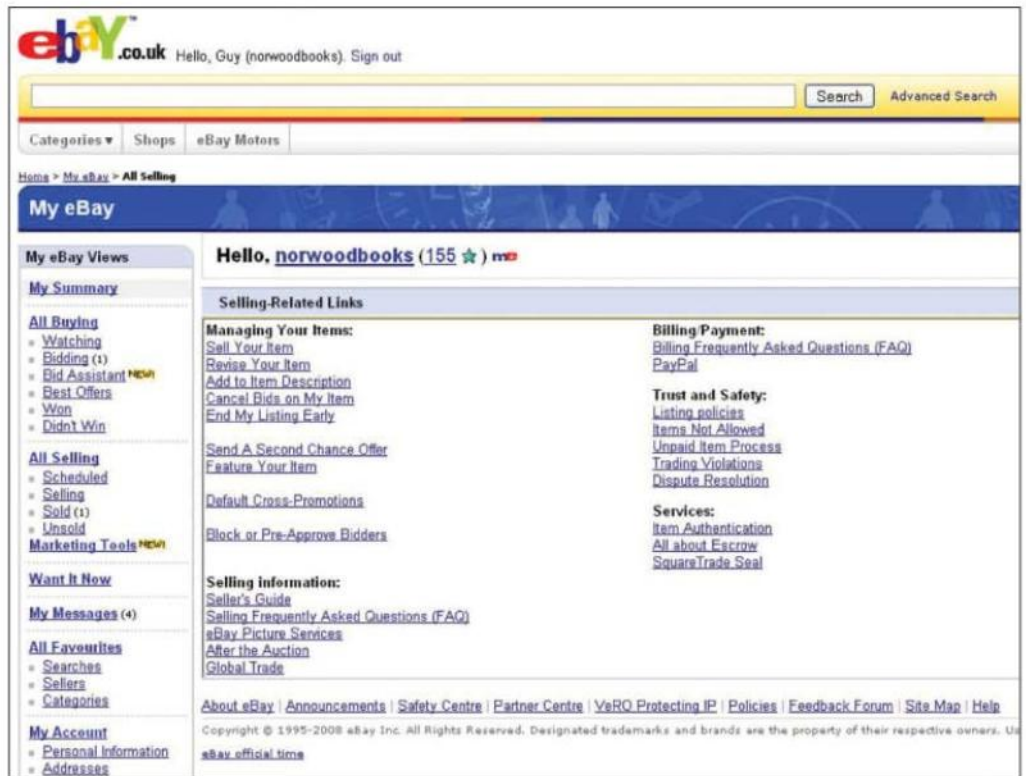 ebaY™.co.uk Hello, Guy (norwoodbooks). Sign out
Search Advanced Search
Categories▼ Shops eBay Motors
Home > My eBay > All Selling
My eBay
My eBay Views
My Summary
All Buying
Watching
Bidding (1)
Bid Assistant NEW!
Best Offers
Won
Didn't Win
All Selling
Scheduled
Selling
Sold (1)
Unsold
Marketing Tools NEW!
Want It Now
My Messages (4)
All Favourites
Searches
Sellers
Categories
My Account
Personal Information
Addresses
Hello, norwoodbooks (155 ) me
Selling-Related Links
Managing Your Items:
Sell Your Item
Revise Your Item
Add to Item Description
Cancel Bids on My Item
End My Listing Early
Send A Second Chance Offer
Feature Your Item
Default Cross-Promotions
Block or Pre-Approve Bidders
Selling information:
Seller's Guide
Selling Frequently Asked Questions (FAQ)
eBay Picture Services
After the Auction
Global Trade
Billing/Payment:
Billing Frequently Asked Questions (FAQ)
PayPal
Trust and Safety:
Listing policies
Items Not Allowed
Unpaid Item Process
Trading Violations
Dispute Resolution
Services:
Item Authentication
All about Escrow
SquareTrade Seal
About eBay | Announcements | Safety Centre | Partner Centre | VeRO Protecting IP | Policies | Feedback Forum | Site Map | Help
Copyright © 1995-2008 eBay Inc. All Rights Reserved. Designated trademarks and brands are the property of their respective owners. Us
eBay official time